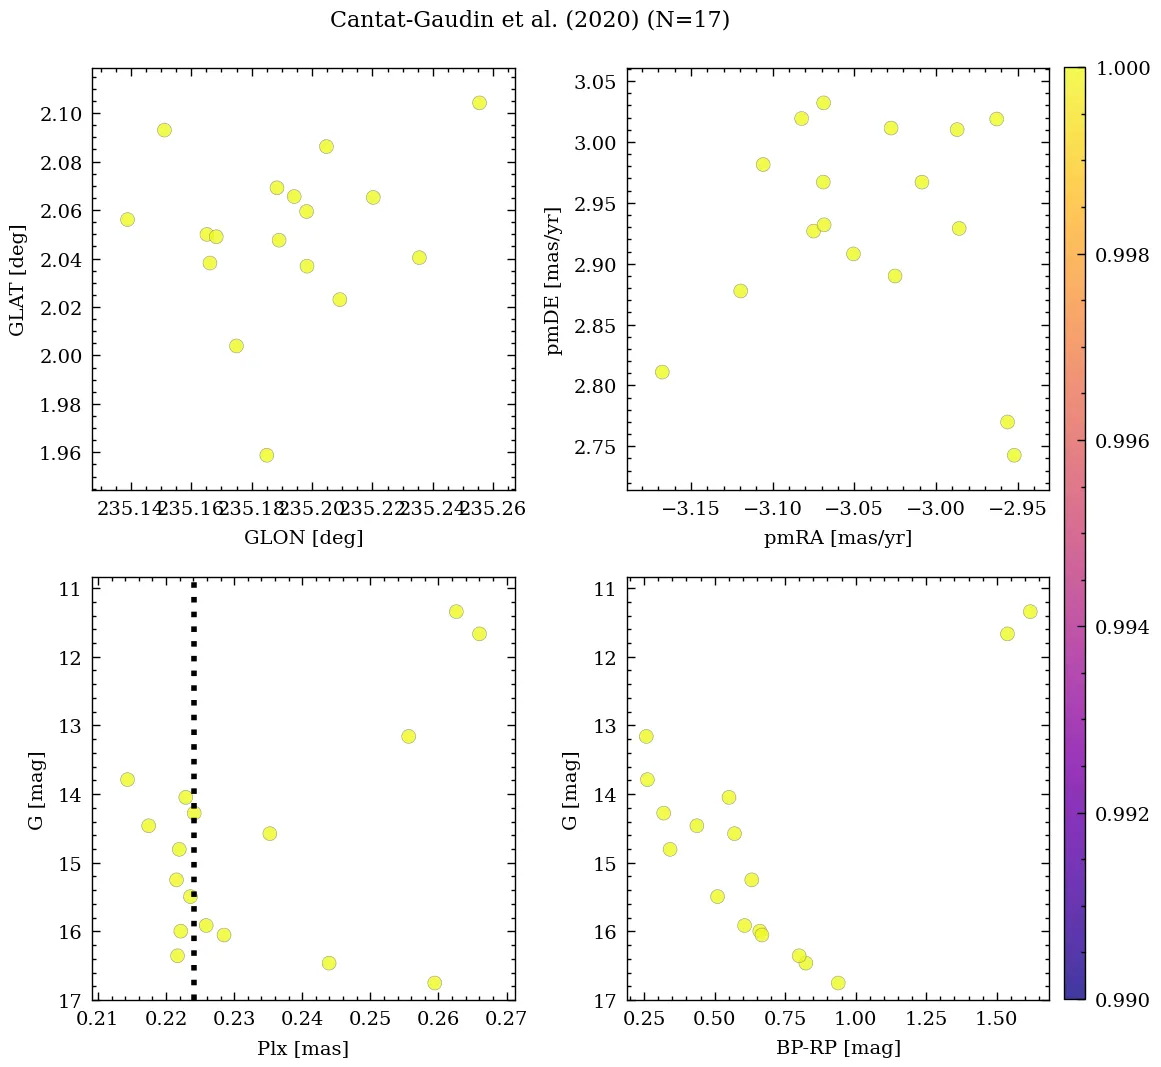 Cantat-Gaudin et al. (2020) (N=17)
2.10
2.08
2.06
2.04
2.02
2.00
1.98
1.96
GLAT [deg]
235.14 235.16 235.18 235.20 235.22 235.24 235.26
GLON [deg]
3.05
3.00
2.95
2.90
2.85
2.80
2.75
pmDE [mas/yr]
−3.15 −3.10 −3.05 −3.00 −2.95
pmRA [mas/yr]
11
12
13
14
15
16
17
G [mag]
0.21 0.22 0.23 0.24 0.25 0.26 0.27
Plx [mas]
11
12
13
14
15
16
17
G [mag]
0.25 0.50 0.75 1.00 1.25 1.50
BP-RP [mag]
1.000
0.998
0.996
0.994
0.992
0.990